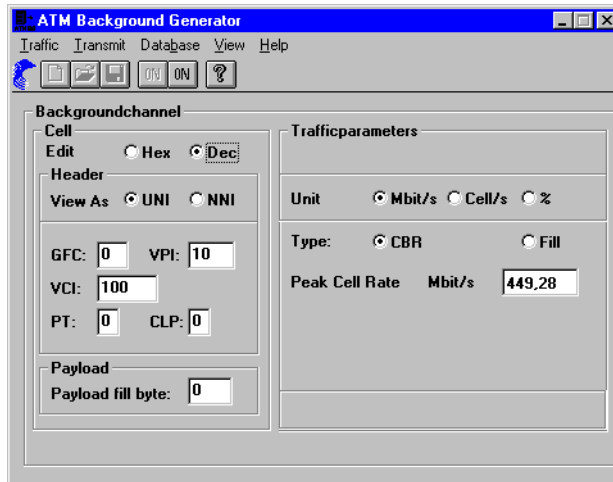 ATM Background Generator
Traffic Transmit Database View Help
ON ON ?
Backgroundchannel
Cell
Edit Hex Dec
Header
View As UNI NNI
GFC: 0 VPI: 10
VCI: 100
PT: 0 CLP: 0
Payload
Payload fill byte: 0
Trafficparameters
Unit Mbit/s Cell/s %
Type: CBR Fill
Peak Cell Rate Mbit/s 449,28